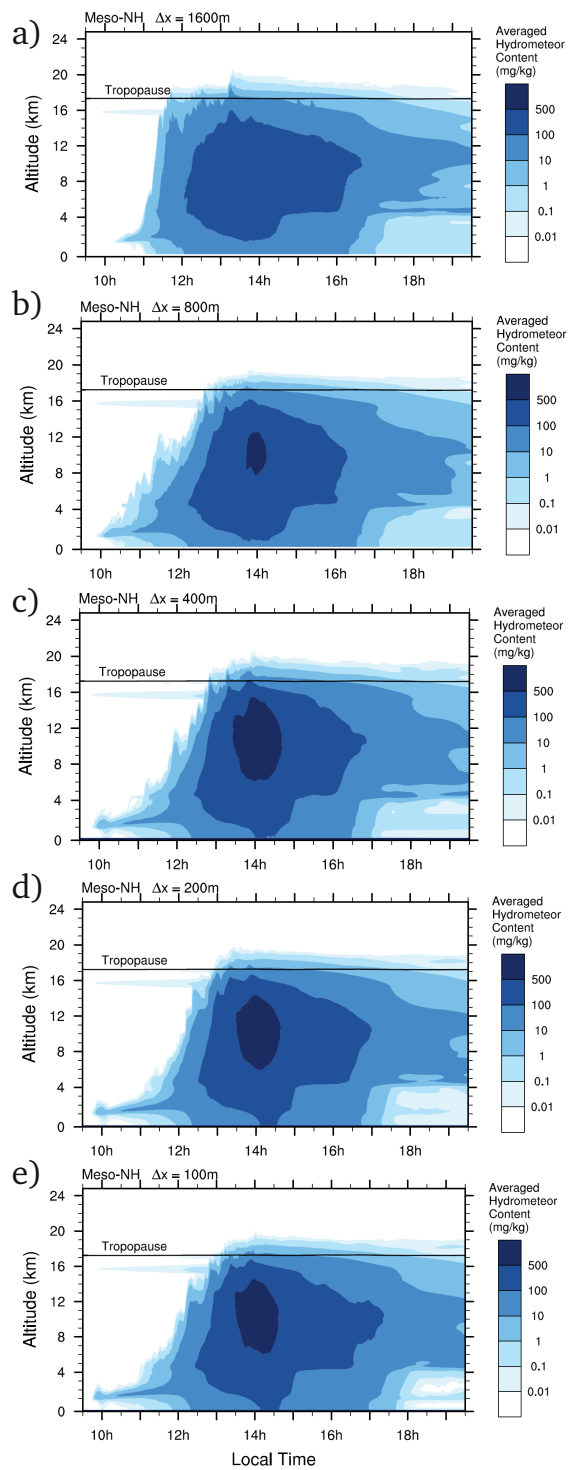 a)
Meso-NH Δx = 1600m
Averaged
Hydrometeor
Content
(mg/kg)
Altitude (km)
24
20
16
12
8
4
0
Tropopause
500
100
10
1
0.1
0.01
10h 12h 14h 16h 18h
b)
Meso-NH Δx = 800m
Averaged
Hydrometeor
Content
(mg/kg)
Altitude (km)
24
20
16
12
8
4
0
Tropopause
500
100
10
1
0.1
0.01
10h 12h 14h 16h 18h
c)
Meso-NH Δx = 400m
Averaged
Hydrometeor
Content
(mg/kg)
Altitude (km)
24
20
16
12
8
4
0
Tropopause
500
100
10
1
0.1
0.01
10h 12h 14h 16h 18h
d)
Meso-NH Δx = 200m
Averaged
Hydrometeor
Content
(mg/kg)
Altitude (km)
24
20
16
12
8
4
0
Tropopause
500
100
10
1
0.1
0.01
10h 12h 14h 16h 18h
e)
Meso-NH Δx = 100m
Averaged
Hydrometeor
Content
(mg/kg)
Altitude (km)
24
20
16
12
8
4
0
Tropopause
500
100
10
1
0.1
0.01
10h 12h 14h 16h 18h
Local Time